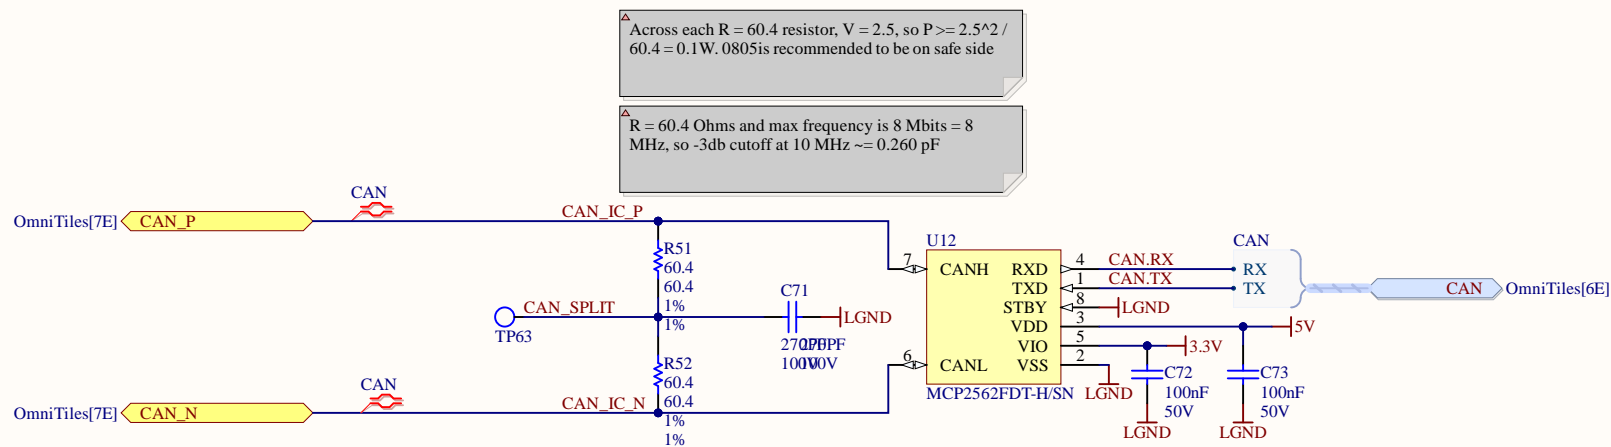 Across each R = 60.4 resistor, V = 2.5, so P >= 2.5^2 /
60.4 = 0.1W. 0805is recommended to be on safe side
R = 60.4 Ohms and max frequency is 8 Mbits = 8
MHz, so -3db cutoff at 10 MHz ~= 0.260 pF
CAN
OmniTiles[7E] CAN_P
CAN_IC_P
R51
60.4
60.4
1%
1%
CAN_SPLIT
TP63
C71
LGND
R52
60.4
60.4
1%
1%
CAN
OmniTiles[7E] CAN_N
CAN_IC_N
U12
7 CANH
6 CANL
RXD 4 CAN.RX
TXD 1 CAN.TX
STBY 8 LGND
VDD 3 5V
VIO 5 3.3V
VSS 2
LGND
MCP2562FDT-H/SN
CAN
RX
TX
CAN OmniTiles[6E]
C72
100nF
50V
LGND
C73
100nF
50V
LGND